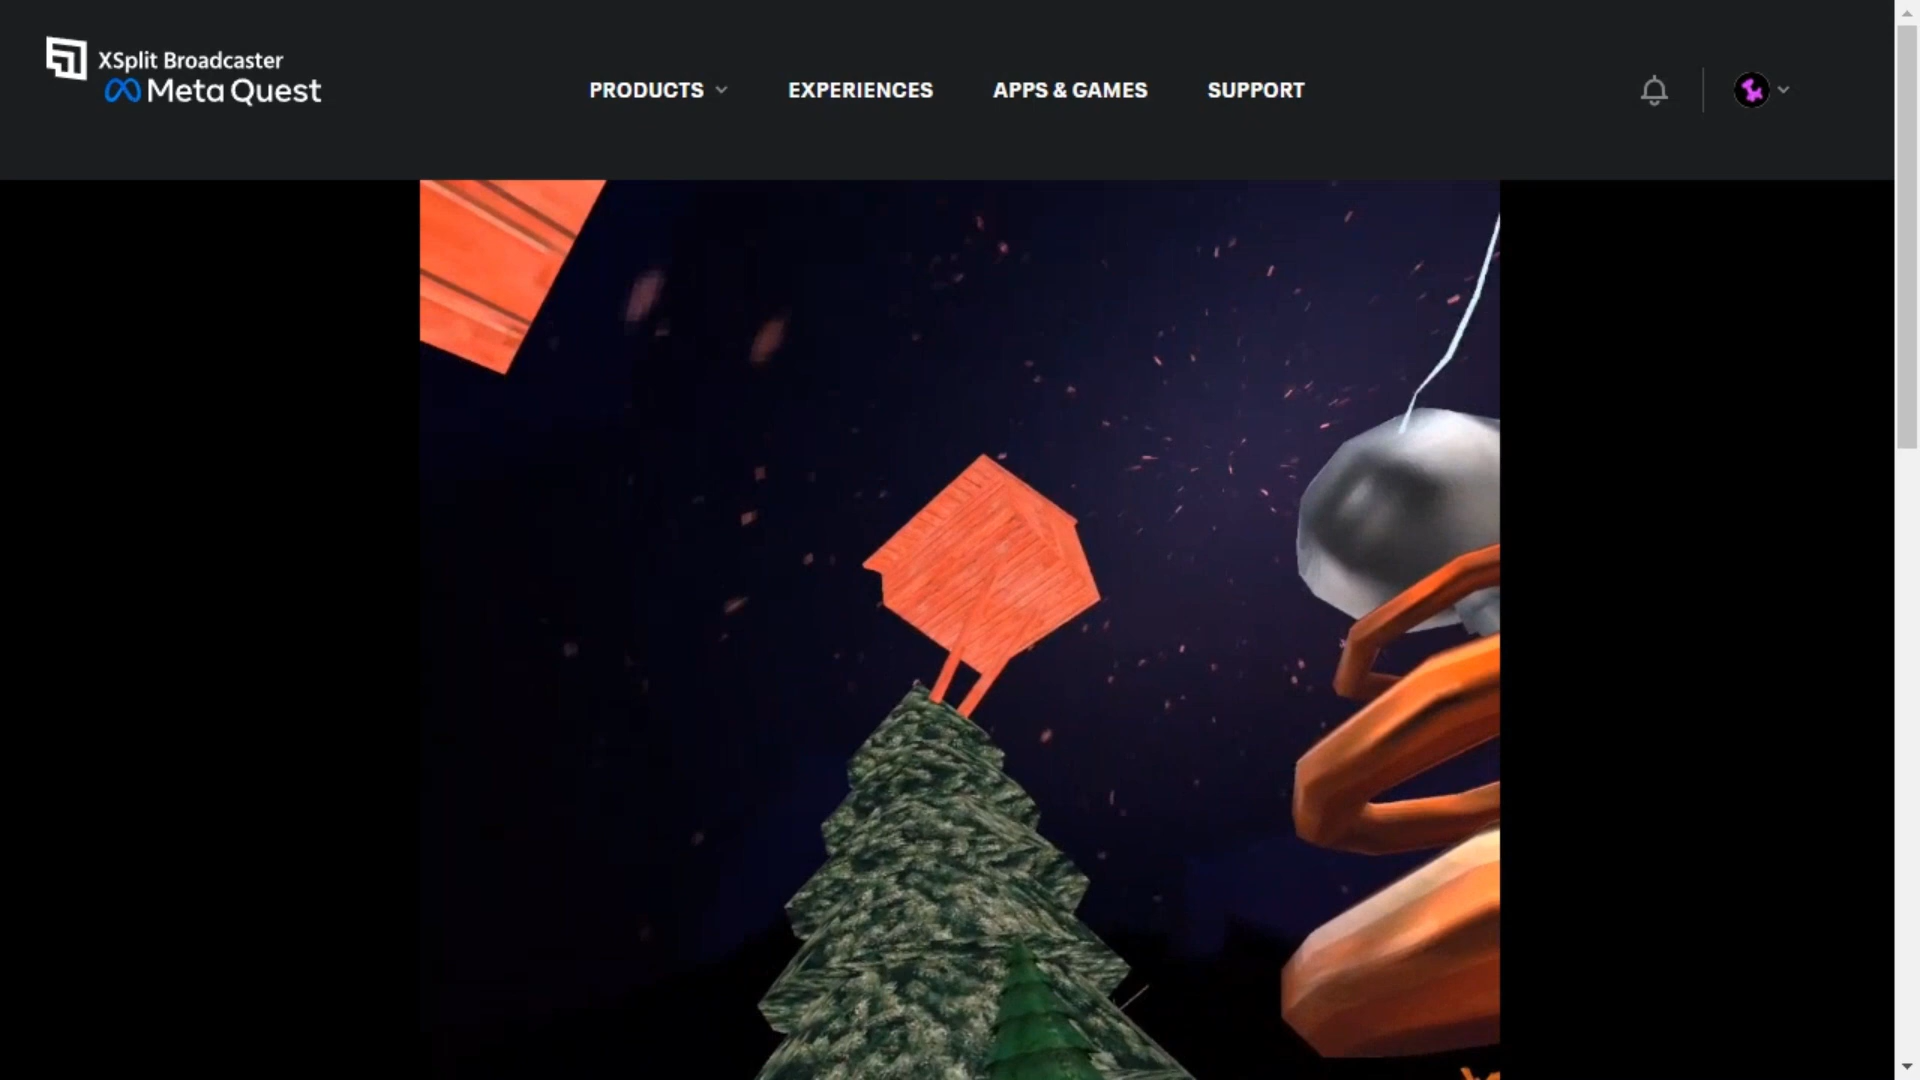 XSplit Broadcaster
Meta Quest
PRODUCTS
EXPERIENCES
APPS & GAMES
SUPPORT